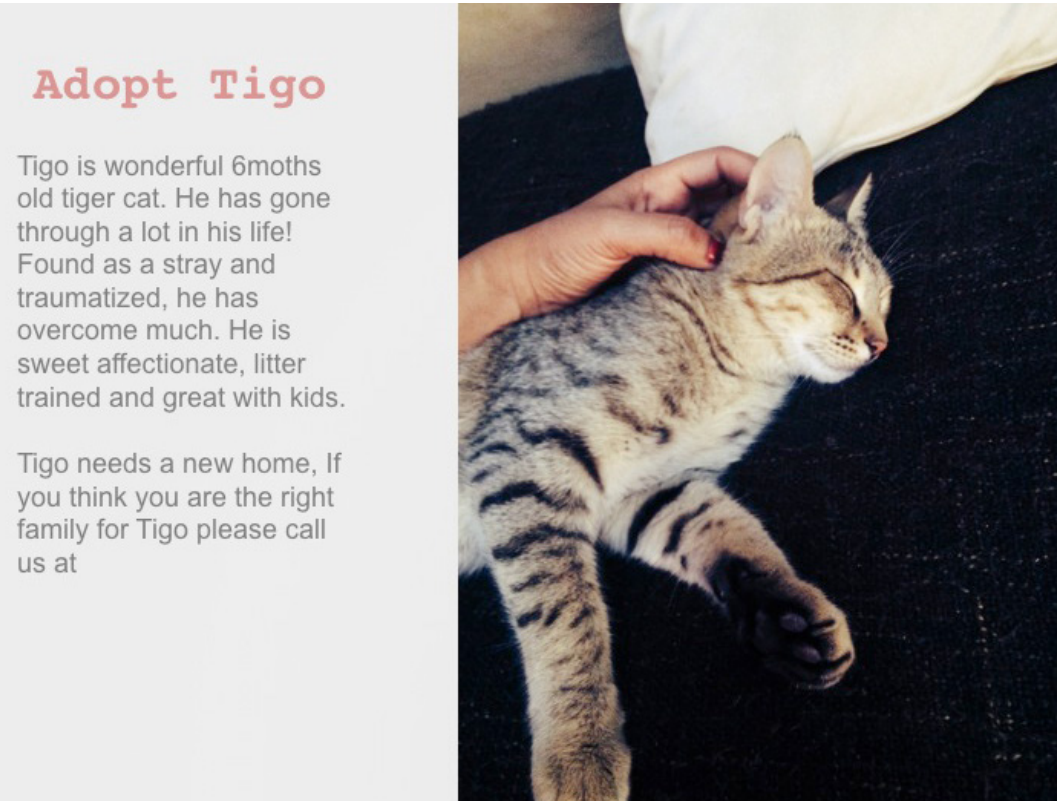 Adopt Tigo
Tigo is wonderful 6moths
old tiger cat. He has gone
through a lot in his life!
Found as a stray and
traumatized, he has
overcome much. He is
sweet affectionate, litter
trained and great with kids.
Tigo needs a new home, If
you think you are the right
family for Tigo please call
us at